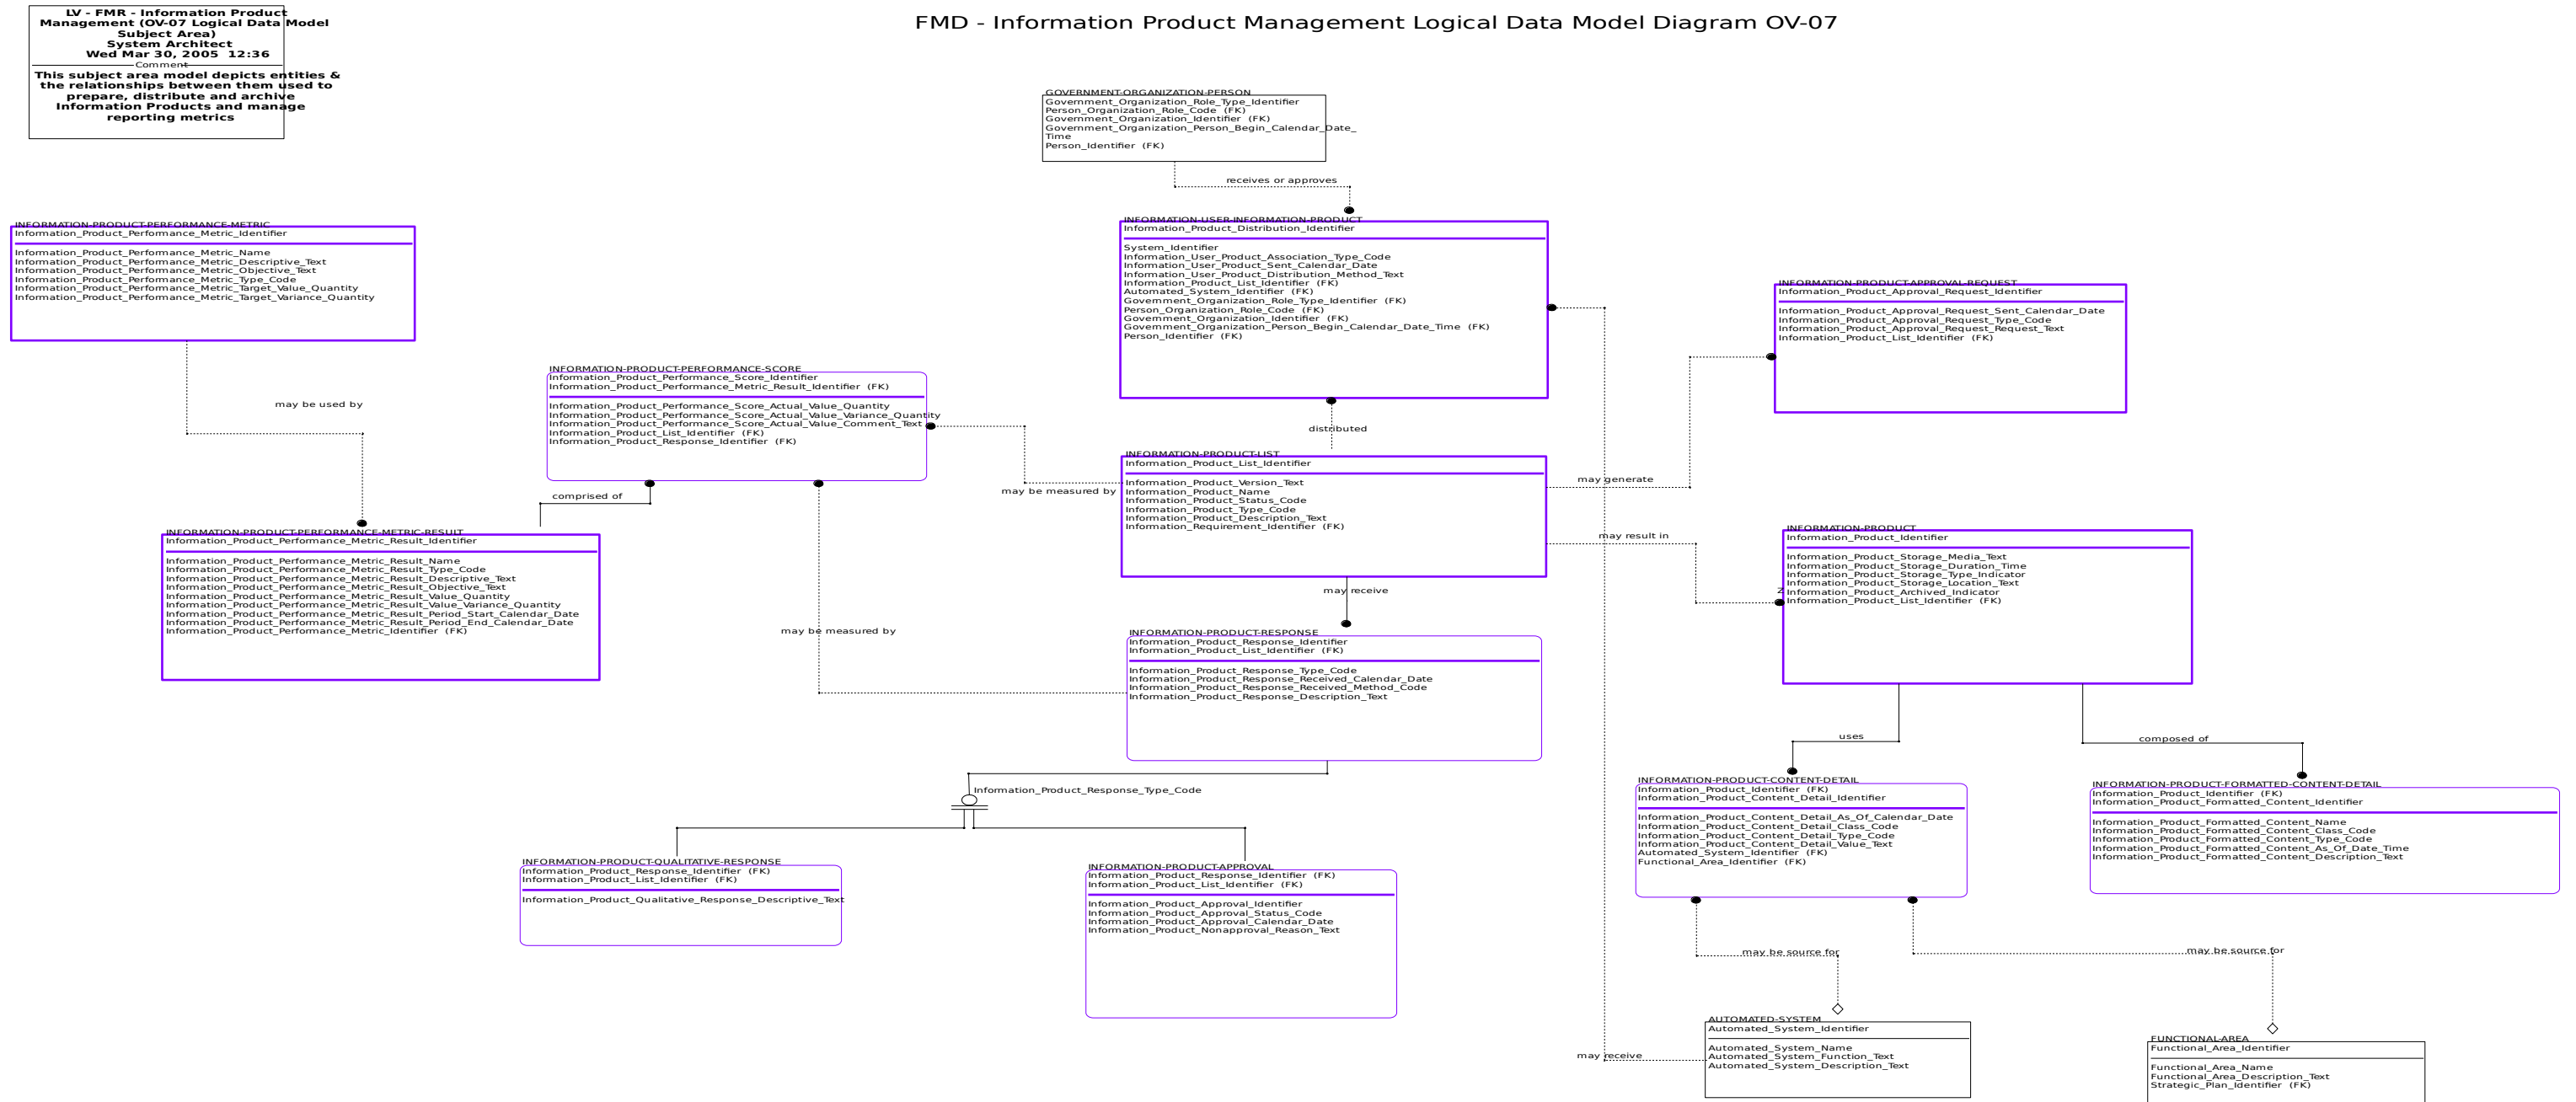 LV - FMR - Information Product
Management (OV-07 Logical Data Model
Subject Area)
System Architect
Wed Mar 30, 2005  12:36
Comment
This subject area model depicts entities &
the relationships between them used to
prepare, distribute and archive
Information Products and manage
reporting metrics
FMD - Information Product Management Logical Data Model Diagram OV-07
GOVERNMENT-ORGANIZATION-PERSON
Government_Organization_Role_Type_Identifier
Person_Organization_Role_Code  (FK)
Government_Organization_Identifier  (FK)
Government_Organization_Person_Begin_Calendar_Date_
Time
Person_Identifier  (FK)
receives or approves
INFORMATION-PRODUCT-PERFORMANCE-METRIC
Information_Product_Performance_Metric_Identifier
Information_Product_Performance_Metric_Name
Information_Product_Performance_Metric_Descriptive_Text
Information_Product_Performance_Metric_Objective_Text
Information_Product_Performance_Metric_Type_Code
Information_Product_Performance_Metric_Target_Value_Quantity
Information_Product_Performance_Metric_Target_Variance_Quantity
may be used by
INFORMATION-USER-INFORMATION-PRODUCT
Information_Product_Distribution_Identifier
System_Identifier
Information_User_Product_Association_Type_Code
Information_User_Product_Sent_Calendar_Date
Information_User_Product_Distribution_Method_Text
Information_Product_List_Identifier  (FK)
Automated_System_Identifier  (FK)
Government_Organization_Role_Type_Identifier  (FK)
Person_Organization_Role_Code  (FK)
Government_Organization_Identifier  (FK)
Government_Organization_Person_Begin_Calendar_Date_Time  (FK)
Person_Identifier  (FK)
distributed
INFORMATION-PRODUCT-APPROVAL-REQUEST
Information_Product_Approval_Request_Identifier
Information_Product_Approval_Request_Sent_Calendar_Date
Information_Product_Approval_Request_Type_Code
Information_Product_Approval_Request_Request_Text
Information_Product_List_Identifier  (FK)
INFORMATION-PRODUCT-PERFORMANCE-SCORE
Information_Product_Performance_Score_Identifier
Information_Product_Performance_Metric_Result_Identifier  (FK)
Information_Product_Performance_Score_Actual_Value_Quantity
Information_Product_Performance_Score_Actual_Value_Variance_Quantity
Information_Product_Performance_Score_Actual_Value_Comment_Text
Information_Product_List_Identifier  (FK)
Information_Product_Response_Identifier  (FK)
comprised of
may be measured by
INFORMATION-PRODUCT-LIST
Information_Product_List_Identifier
Information_Product_Version_Text
Information_Product_Name
Information_Product_Status_Code
Information_Product_Type_Code
Information_Product_Description_Text
Information_Requirement_Identifier  (FK)
may generate
may result in
may receive
INFORMATION-PRODUCT-PERFORMANCE-METRIC-RESULT
Information_Product_Performance_Metric_Result_Identifier
Information_Product_Performance_Metric_Result_Name
Information_Product_Performance_Metric_Result_Type_Code
Information_Product_Performance_Metric_Result_Descriptive_Text
Information_Product_Performance_Metric_Result_Objective_Text
Information_Product_Performance_Metric_Result_Value_Quantity
Information_Product_Performance_Metric_Result_Value_Variance_Quantity
Information_Product_Performance_Metric_Result_Period_Start_Calendar_Date
Information_Product_Performance_Metric_Result_Period_End_Calendar_Date
Information_Product_Performance_Metric_Identifier  (FK)
may be measured by
INFORMATION-PRODUCT
Information_Product_Identifier
Information_Product_Storage_Media_Text
Information_Product_Storage_Duration_Time
Information_Product_Storage_Type_Indicator
Information_Product_Storage_Location_Text
Information_Product_Archived_Indicator
Information_Product_List_Identifier  (FK)
Z
uses
composed of
INFORMATION-PRODUCT-RESPONSE
Information_Product_Response_Identifier
Information_Product_List_Identifier  (FK)
Information_Product_Response_Type_Code
Information_Product_Response_Received_Calendar_Date
Information_Product_Response_Received_Method_Code
Information_Product_Response_Description_Text
Information_Product_Response_Type_Code
INFORMATION-PRODUCT-QUALITATIVE-RESPONSE
Information_Product_Response_Identifier  (FK)
Information_Product_List_Identifier  (FK)
Information_Product_Qualitative_Response_Descriptive_Text
INFORMATION-PRODUCT-APPROVAL
Information_Product_Response_Identifier  (FK)
Information_Product_List_Identifier  (FK)
Information_Product_Approval_Identifier
Information_Product_Approval_Status_Code
Information_Product_Approval_Calendar_Date
Information_Product_Nonapproval_Reason_Text
INFORMATION-PRODUCT-CONTENT-DETAIL
Information_Product_Identifier  (FK)
Information_Product_Content_Detail_Identifier
Information_Product_Content_Detail_As_Of_Calendar_Date
Information_Product_Content_Detail_Class_Code
Information_Product_Content_Detail_Type_Code
Information_Product_Content_Detail_Value_Text
Automated_System_Identifier  (FK)
Functional_Area_Identifier  (FK)
INFORMATION-PRODUCT-FORMATTED-CONTENT-DETAIL
Information_Product_Identifier  (FK)
Information_Product_Formatted_Content_Identifier
Information_Product_Formatted_Content_Name
Information_Product_Formatted_Content_Class_Code
Information_Product_Formatted_Content_Type_Code
Information_Product_Formatted_Content_As_Of_Date_Time
Information_Product_Formatted_Content_Description_Text
may be source for
may be source for
may receive
AUTOMATED-SYSTEM
Automated_System_Identifier
Automated_System_Name
Automated_System_Function_Text
Automated_System_Description_Text
FUNCTIONAL-AREA
Functional_Area_Identifier
Functional_Area_Name
Functional_Area_Description_Text
Strategic_Plan_Identifier  (FK)